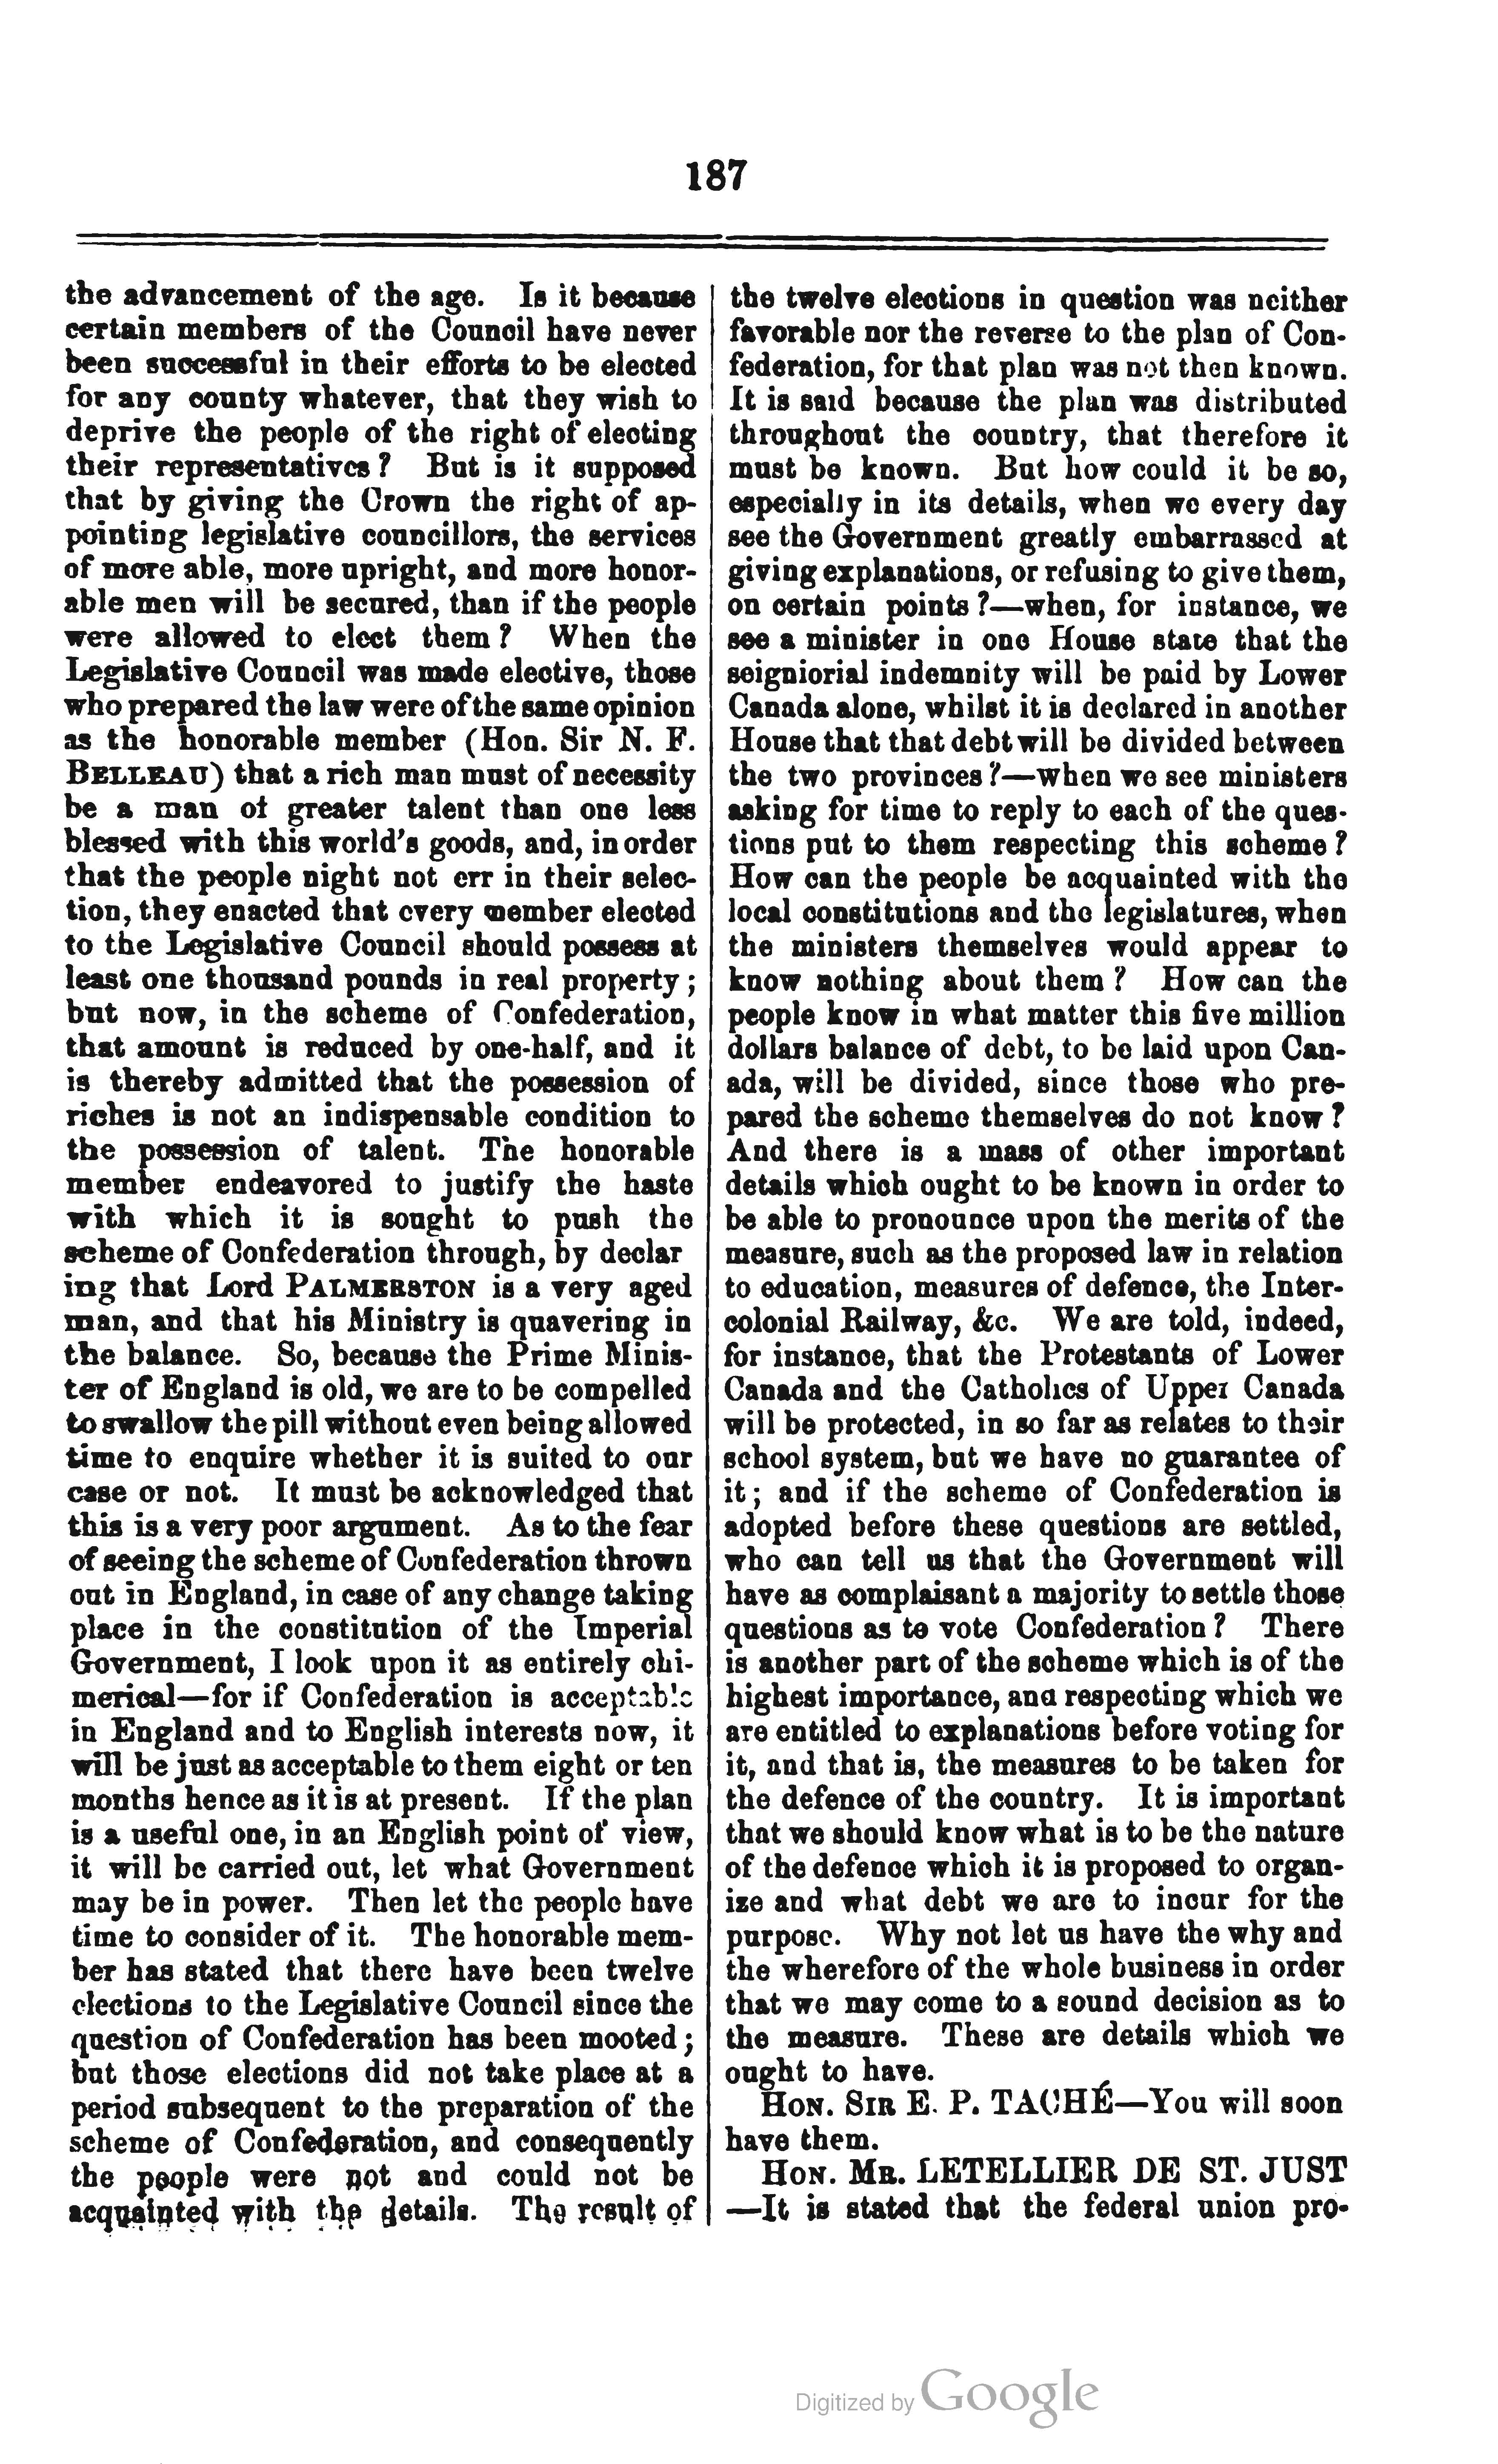 187
the advancement of the age. Is it because
certain members of the Council have never
been successful in their efforts to be elected
for any county whatever, that they wish to
deprive the people of the right of electing
their representatives? But is it supposed
that by giving the Crown the right of ap-
pointing legislative councillors, the services
of more able, more upright, and more honor-
able men will be secured, than if the people
were allowed to elect them? When the
Legislative Council was made elective, those
who prepared the law were of the same opinion
as the honorable member (Hon. Sir N. F.
BELLEAU) that a rich man must of necessity
be a man of greater talent than one less
blessed with this world's goods, and, in order
that the people night not err in their selec-
tion, they enacted that every member elected
to the Legislative Council should possess at
least one thousand pounds in real property;
but now, in the scheme of Confederation,
that amount is reduced by one-half, and it
is thereby admitted that the possession of
riches is not an indispensable condition to
the possession of talent. The honorable
member endeavored to justify the haste
with which it is sought to push the
scheme of Confederation through, by declar
ing that Lord PALMERSTON is a very aged
man, and that his Ministry is quavering in
the balance. So, because the Prime Minis-
ter of England is old, we are to be compelled
to swallow the pill without even being allowed
time to enquire whether it is suited to our
case or not. It must be acknowledged that
this is a very poor argument. As to the fear
of seeing the scheme of Confederation thrown
out in England, in case of any change taking
place in the constitution of the Imperial
Government, I look upon it as entirely chi-
merical—for if Confederation is acceptable
in England and to English interests now, it
will be just as acceptable to them eight or ten
months hence as it is at present. If the plan
is a useful one, in an English point of view,
it will be carried out, let what Government
may be in power. Then let the people have
time to consider of it. The honorable mem-
ber has stated that there have been twelve
elections to the Legislative Council since the
question of Confederation has been mooted;
but those elections did not take place at a
period subsequent to the preparation of the
scheme of Confederation, and consequently
the people were not and could not be
acquainted with the details. The result of
the twelve elections in question was neither
favorable nor the reverse to the plan of Con-
federation, for that plan was not then known.
It is said because the plan was distributed
throughout the country, that therefore it
must be known. But how could it be so,
especially in its details, when we every day
see the Government greatly embarrassed at
giving explanations, or refusing to give them,
on certain points?—when, for instance, we
see a minister in one House state that the
seigniorial indemnity will be paid by Lower
Canada alone, whilst it is declared in another
House that that debt will be divided between
the two provinces?—when we see ministers
asking for time to reply to each of the ques-
tions put to them respecting this scheme?
How can the people be acquainted with the
local constitutions and the legislatures, when
the ministers themselves would appear to
know nothing about them? How can the
people know in what matter this five million
dollars balance of debt, to be laid upon Can-
ada, will be divided, since those who pre-
pared the scheme themselves do not know?
And there is a mass of other important
details which ought to be known in order to
be able to pronounce upon the merits of the
measure, such as the proposed law in relation
to education, measures of defence, the Inter-
colonial Railway, &c. We are told, indeed,
for instance, that the Protestants of Lower
Canada and the Catholics of Upper Canada
will be protected, in so far as relates to their
school system, but we have no guarantee of
it; and if the scheme of Confederation is
adopted before these questions are settled,
who can tell us that the Government will
have as complaisant a majority to settle those
questions as to vote Confederation? There
is another part of the scheme which is of the
highest importance, and respecting which we
are entitled to explanations before voting for
it, and that is, the measures to be taken for
the defence of the country. It is important
that we should know what is to be the nature
of the defence which it is proposed to organ-
ize and what debt we are to incur for the
purpose. Why not let us have the why and
the wherefore of the whole business in order
that we may come to a sound decision as to
the measure. These are details which we
ought to have.
HON. SIR E. P. TACHÉ—You will soon
have them.
HON. MR. LETELLIER DE ST. JUST
—It is stated that the federal union pro-
Digitized by Google